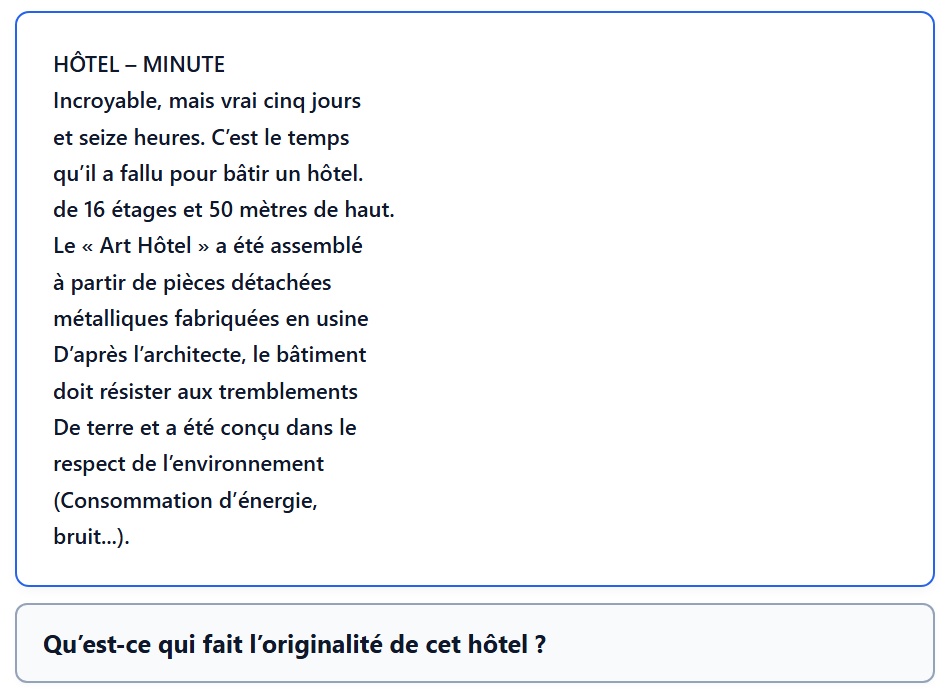 HÔTEL – MINUTE
Incroyable, mais vrai cinq jours
et seize heures. C’est le temps
qu’il a fallu pour bâtir un hôtel.
de 16 étages et 50 mètres de haut.
Le « Art Hôtel » a été assemblé
à partir de pièces détachées
métalliques fabriquées en usine
D’après l’architecte, le bâtiment
doit résister aux tremblements
De terre et a été conçu dans le
respect de l’environnement
(Consommation d’énergie,
bruit…).
Qu’est-ce qui fait l’originalité de cet hôtel ?